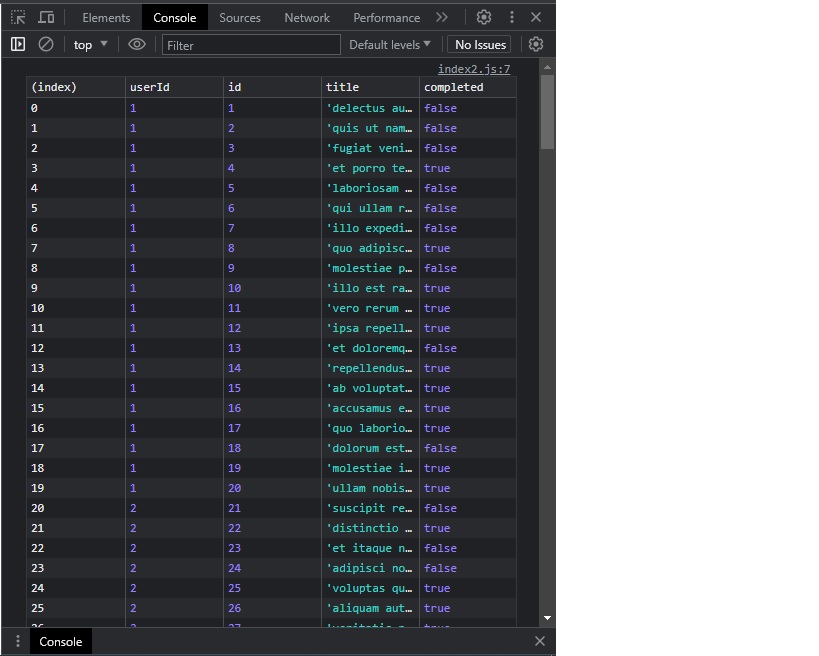 Elements Console Sources Network Performance
top Filter Default levels No Issues
index2.js:7
(index) userId id title completed
0 1 1 'delectus au… false
1 1 2 'quis ut nam… false
2 1 3 'fugiat veni… false
3 1 4 'et porro te… true
4 1 5 'laboriosam … false
5 1 6 'qui ullam r… false
6 1 7 'illo expedi… false
7 1 8 'quo adipisc… true
8 1 9 'molestiae p… false
9 1 10 'illo est ra… true
10 1 11 'vero rerum … true
11 1 12 'ipsa repell… true
12 1 13 'et doloremq… false
13 1 14 'repellendus… true
14 1 15 'ab voluptat… true
15 1 16 'accusamus e… true
16 1 17 'quo laborio… true
17 1 18 'dolorum est… false
18 1 19 'molestiae i… true
19 1 20 'ullam nobis… true
20 2 21 'suscipit re… false
21 2 22 'distinctio … true
22 2 23 'et itaque n… false
23 2 24 'adipisci no… false
24 2 25 'voluptas qu… true
25 2 26 'aliquam aut… true
26 2 27 true
Console